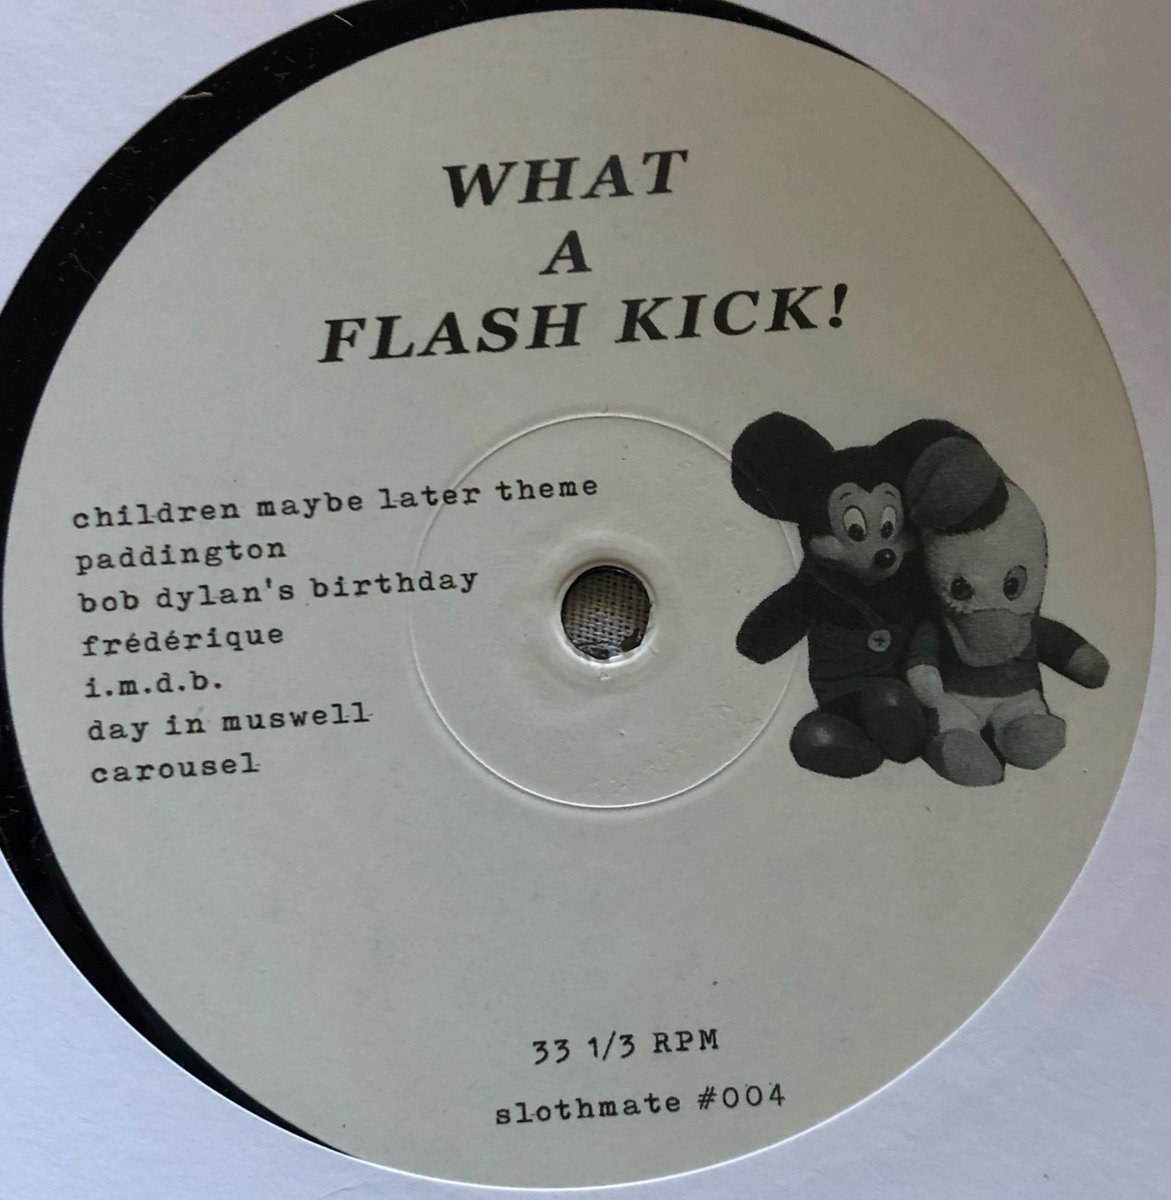 WHAT
A
FLASH KICK!
children maybe later theme
paddington
bob dylan's birthday
frédérique
i.m.d.b.
day in muswell
carousel
33 1/3 RPM
slothmate #004